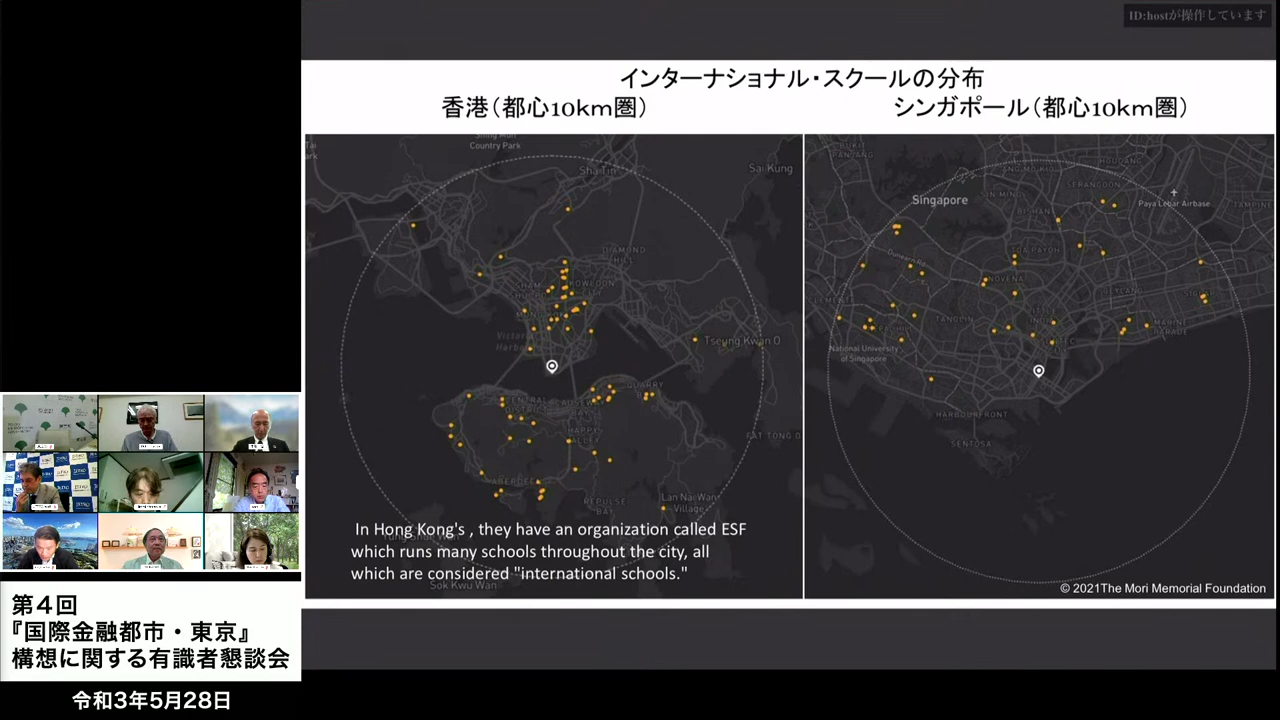 ID:hostが操作しています
インターナショナル・スクールの分布
香港（都心10km圏）
シンガポール（都心10km圏）
Country Park
Sha Tin
Sai Kung
DIAMOND
HILL
KOWLOON
Tseung Kwan O
QUARRY
BAY
CENTRAL
DISTRICT
HAPPY
VALLEY
ABERDEEN
REPULSE
BAY
Lan Nai Wan
Village
Sok Kwu Wan
In Hong Kong's , they have an organization called ESF
which runs many schools throughout the city, all
which are considered "international schools."
BUKIT
PANJANG
HOUGANG
SERANGOON
Singapore
Paya Lebar Airbase
BISHAN
TOA PAYOH
Dunearn Rd
NOVENA
GEYLANG
TANGLIN
MARINE
PARADE
National University
of Singapore
HARBOURFRONT
SENTOSA
© 2021The Mori Memorial Foundation
第４回
『国際金融都市・東京』
構想に関する有識者懇談会
令和3年5月28日